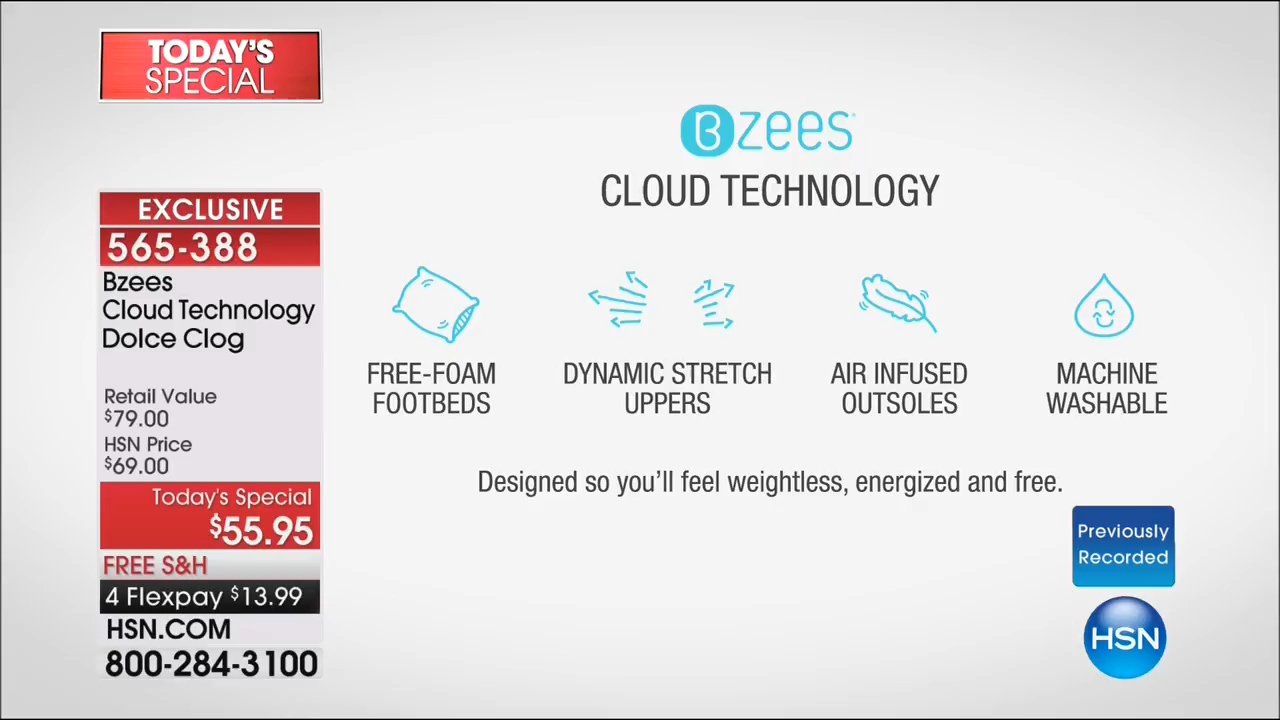 TODAY'S
SPECIAL
Bzees
CLOUD TECHNOLOGY
EXCLUSIVE
565-388
Bzees
Cloud Technology
Dolce Clog
Retail Value
$79.00
HSN Price
$69.00
Today's Special
$55.95
FREE S&H
4 Flexpay $13.99
HSN.COM
800-284-3100
FREE-FOAM
FOOTBEDS
DYNAMIC STRETCH
UPPERS
AIR INFUSED
OUTSOLES
MACHINE
WASHABLE
Designed so you'll feel weightless, energized and free.
Previously
Recorded
HSN